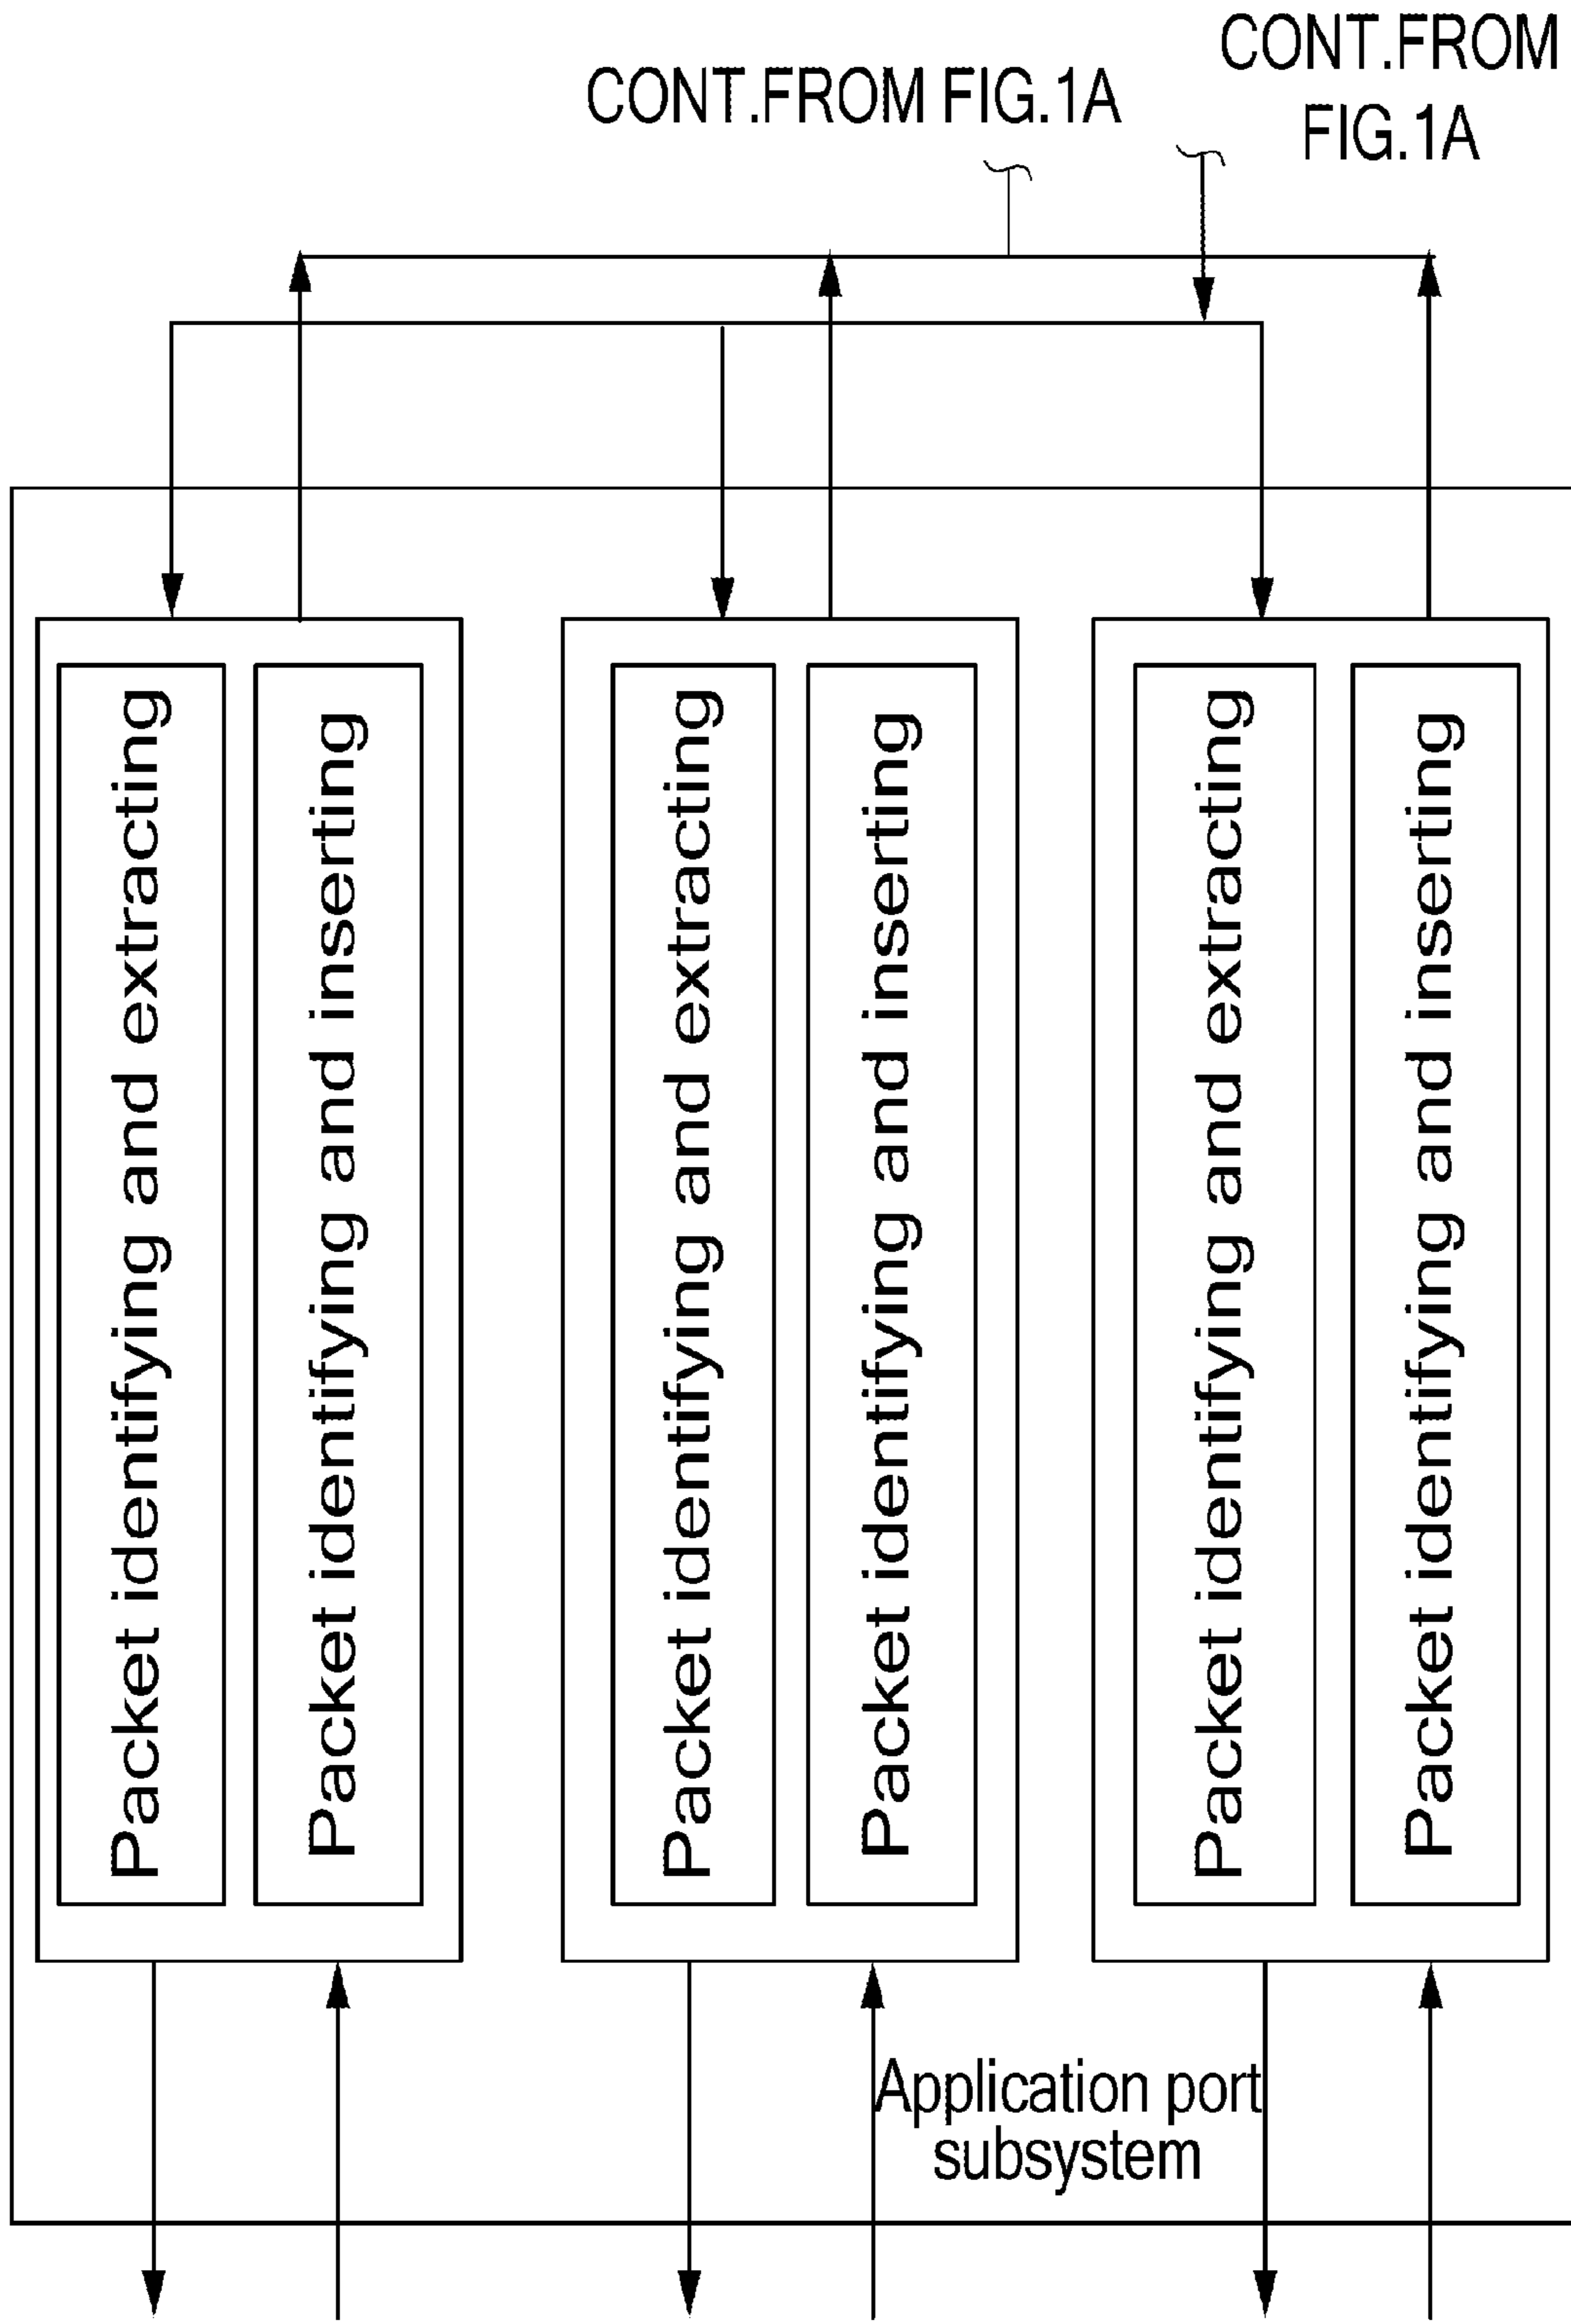 CONT.FROM FIG.1A
CONT.FROM
FIG.1A
Packet identifying and extracting
Packet identifying and inserting
Packet identifying and extracting
Packet identifying and inserting
Packet identifying and extracting
Packet identifying and inserting
Application port
subsystem